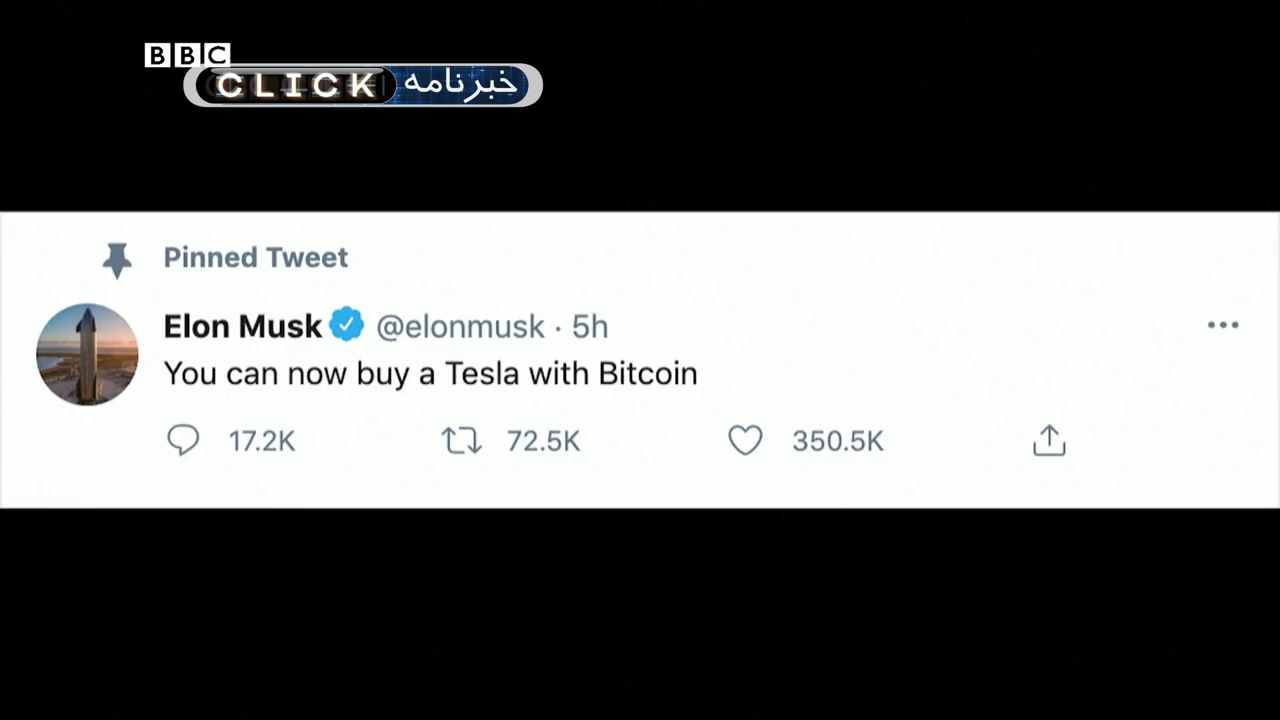 BBC
CLICK خبرنامه
Pinned Tweet
Elon Musk @elonmusk · 5h
You can now buy a Tesla with Bitcoin
17.2K 72.5K 350.5K